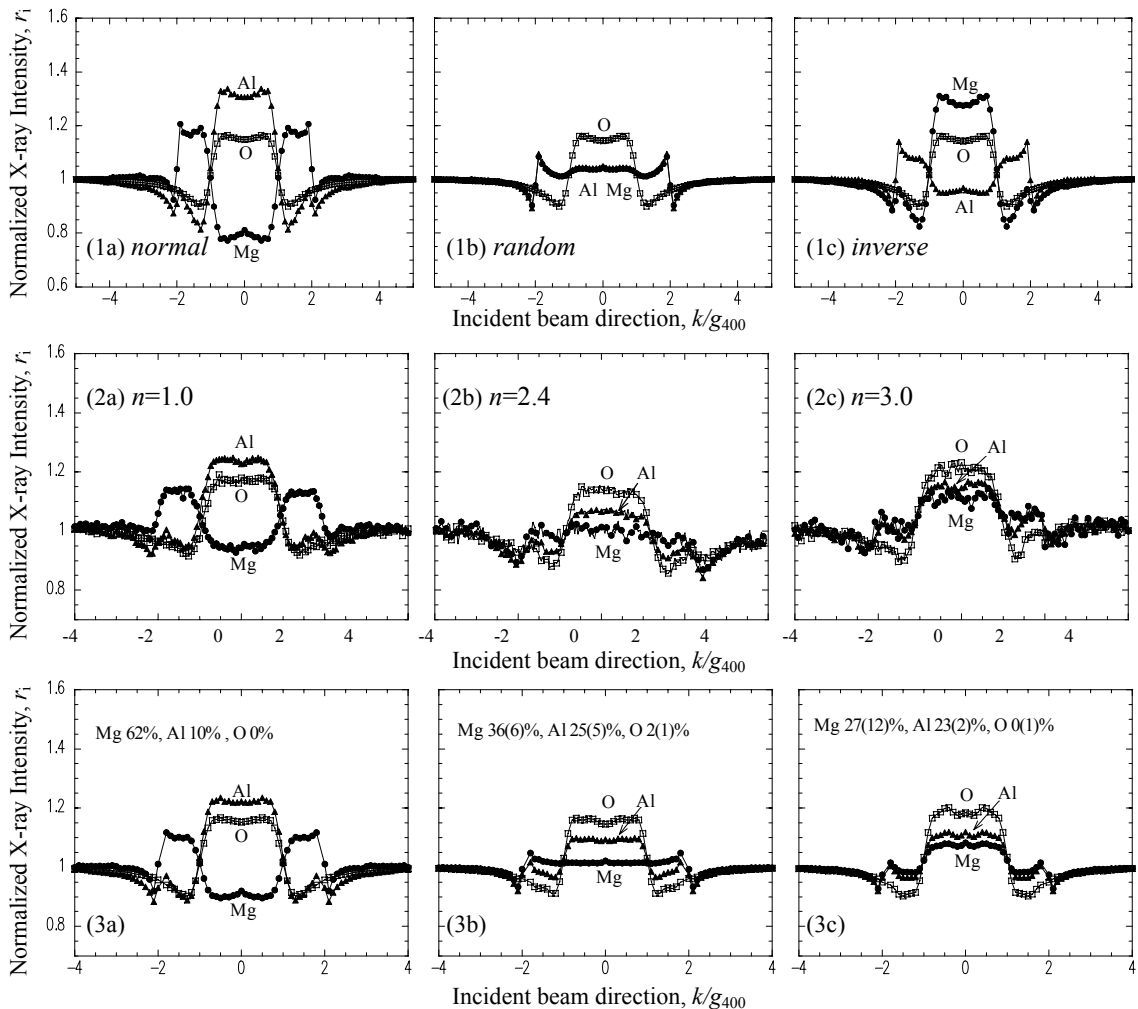 Normalized X-ray Intensity, ri
1.6
1.4
1.2
1
0.8
0.6
Al
O
Mg
(1a) normal
−4 −2 0 2 4
O
Al Mg
(1b) random
−4 −2 0 2 4
Mg
O
Al
(1c) inverse
−4 −2 0 2 4
Incident beam direction, k/g400
Normalized X-ray Intensity, ri
1.6
1.4
1.2
1
0.8
(2a) n=1.0
Al
O
Mg
-4 -2 0 2 4
(2b) n=2.4
O
Al
Mg
-4 -2 0 2 4
(2c) n=3.0
O
Al
Mg
-4 -2 0 2 4
Incident beam direction, k/g400
Normalized X-ray Intensity, ri
1.6
1.4
1.2
1
0.8
Mg 62%, Al 10% , O 0%
Al
O
Mg
(3a)
−4 −2 0 2 4
Mg 36(6)%, Al 25(5)%, O 2(1)%
O
Al
Mg
(3b)
−4 −2 0 2 4
Mg 27(12)%, Al 23(2)%, O 0(1)%
O
Al
Mg
(3c)
−4 −2 0 2 4
Incident beam direction, k/g400